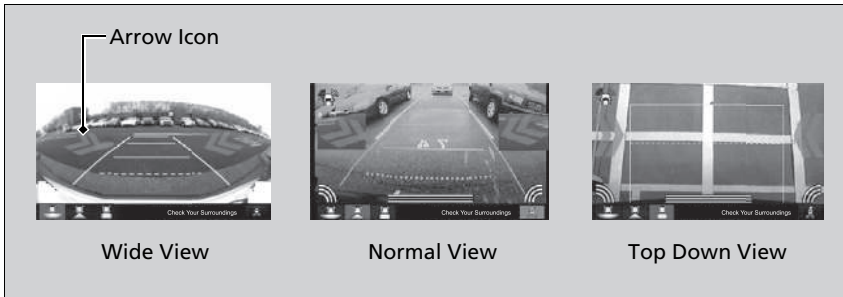 Arrow Icon
Check Your Surroundings
Check Your Surroundings
Check Your Surroundings
Wide View
Normal View
Top Down View